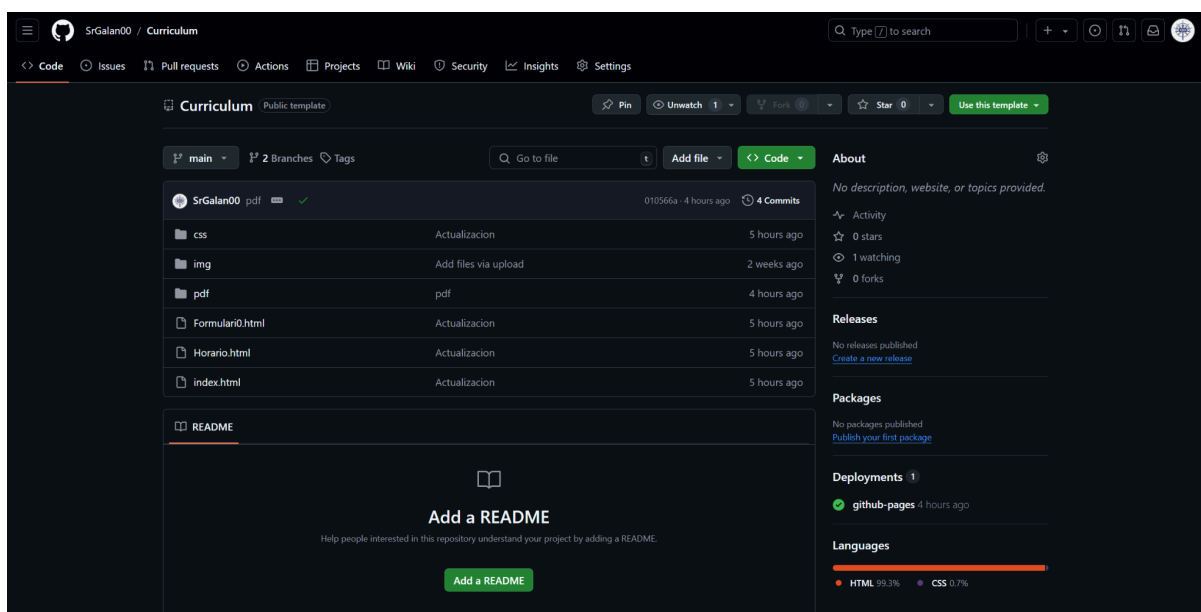 SrGalan00 / Curriculum
Type / to search
Code Issues Pull requests Actions Projects Wiki Security Insights Settings
Curriculum Public template
Pin Unwatch 1 Fork 0 Star 0 Use this template
main 2 Branches Tags Go to file t Add file Code
SrGalan00 pdf 010566a · 4 hours ago 4 Commits
css Actualizacion 5 hours ago
img Add files via upload 2 weeks ago
pdf pdf 4 hours ago
Formulari0.html Actualizacion 5 hours ago
Horario.html Actualizacion 5 hours ago
index.html Actualizacion 5 hours ago
README
Add a README
Help people interested in this repository understand your project by adding a README.
Add a README
About
No description, website, or topics provided.
Activity
0 stars
1 watching
0 forks
Releases
No releases published
Create a new release
Packages
No packages published
Publish your first package
Deployments 1
github-pages 4 hours ago
Languages
HTML 99.3% CSS 0.7%